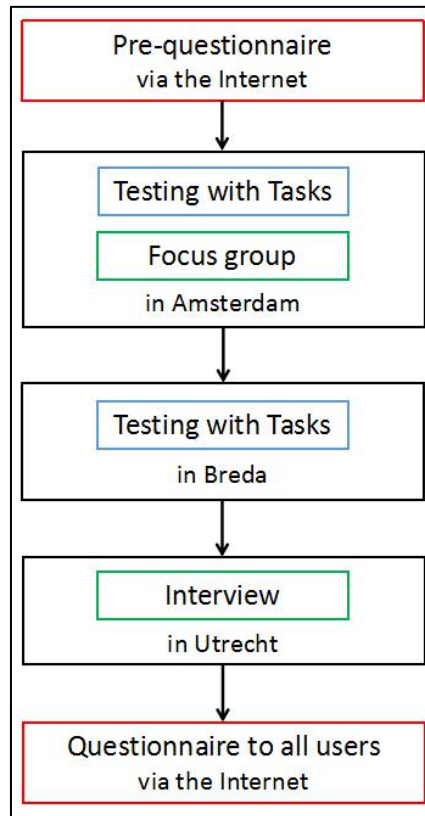 Pre-questionnaire
via the Internet
Testing with Tasks
Focus group
in Amsterdam
Testing with Tasks
in Breda
Interview
in Utrecht
Questionnaire to all users
via the Internet